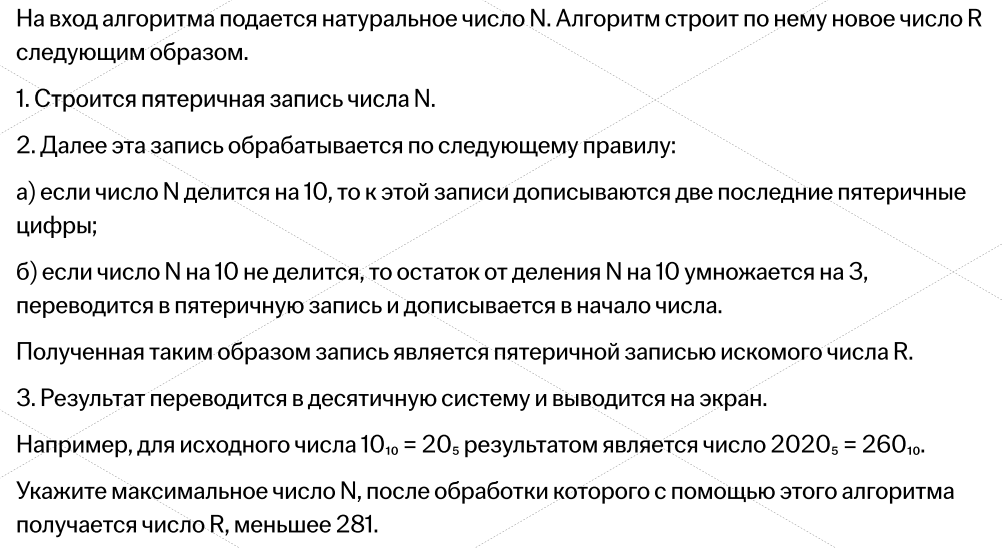 На вход алгоритма подается натуральное число N. Алгоритм строит по нему новое число R
следующим образом.
1. Строится пятеричная запись числа N.
2. Далее эта запись обрабатывается по следующему правилу:
а) если число N делится на 10, то к этой записи дописываются две последние пятеричные
цифры;
б) если число N на 10 не делится, то остаток от деления N на 10 умножается на 3,
переводится в пятеричную запись и дописывается в начало числа.
Полученная таким образом запись является пятеричной записью искомого числа R.
3. Результат переводится в десятичную систему и выводится на экран.
Например, для исходного числа 10₁₀ = 20₅ результатом является число 2020₅ = 260₁₀.
Укажите максимальное число N, после обработки которого с помощью этого алгоритма
получается число R, меньшее 281.